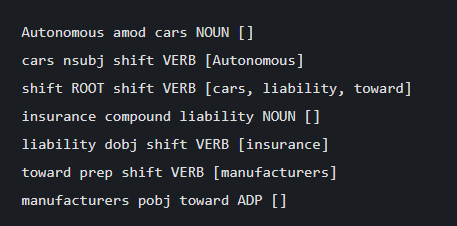 Autonomous amod cars NOUN []
cars nsubj shift VERB [Autonomous]
shift ROOT shift VERB [cars, liability, toward]
insurance compound liability NOUN []
liability dobj shift VERB [insurance]
toward prep shift VERB [manufacturers]
manufacturers pobj toward ADP []